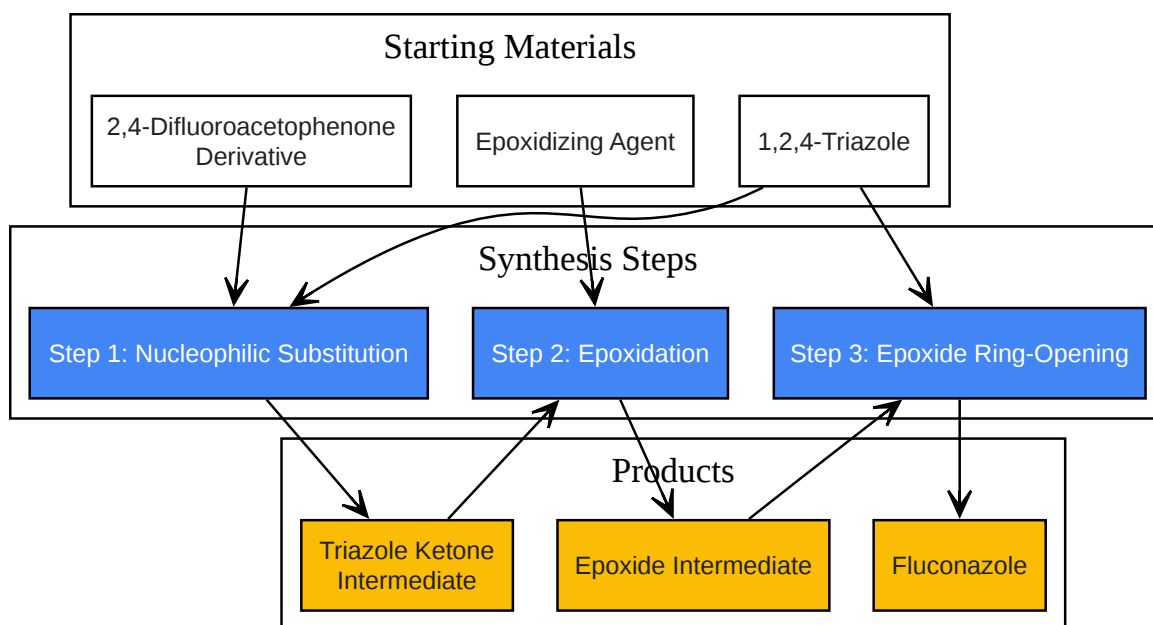 Starting Materials
2,4-Difluoroacetophenone
Derivative
Epoxidizing Agent
1,2,4-Triazole
Synthesis Steps
Step 1: Nucleophilic Substitution
Step 2: Epoxidation
Step 3: Epoxide Ring-Opening
Products
Triazole Ketone
Intermediate
Epoxide Intermediate
Fluconazole